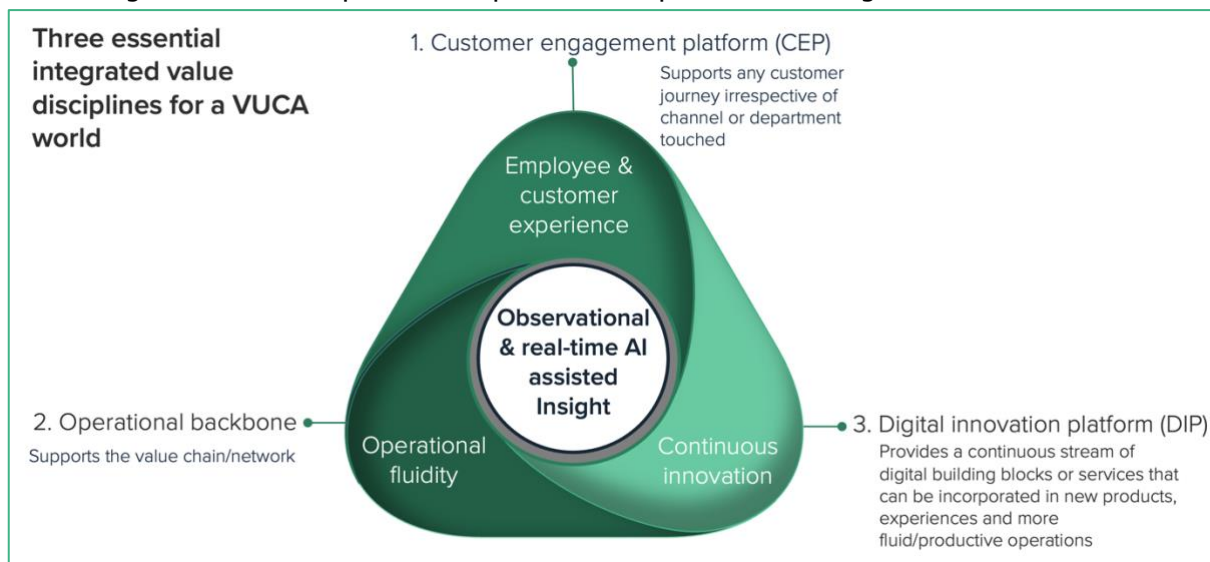 Three essential
integrated value
disciplines for a VUCA
world
1. Customer engagement platform (CEP)
Supports any customer
journey irrespective of
channel or department
touched
Employee &
customer
experience
Observational
& real-time AI
assisted
Insight
2. Operational backbone
Supports the value chain/network
Operational
fluidity
Continuous
innovation
3. Digital innovation platform (DIP)
Provides a continuous stream of
digital building blocks or services that
can be incorporated in new products,
experiences and more
fluid/productive operations